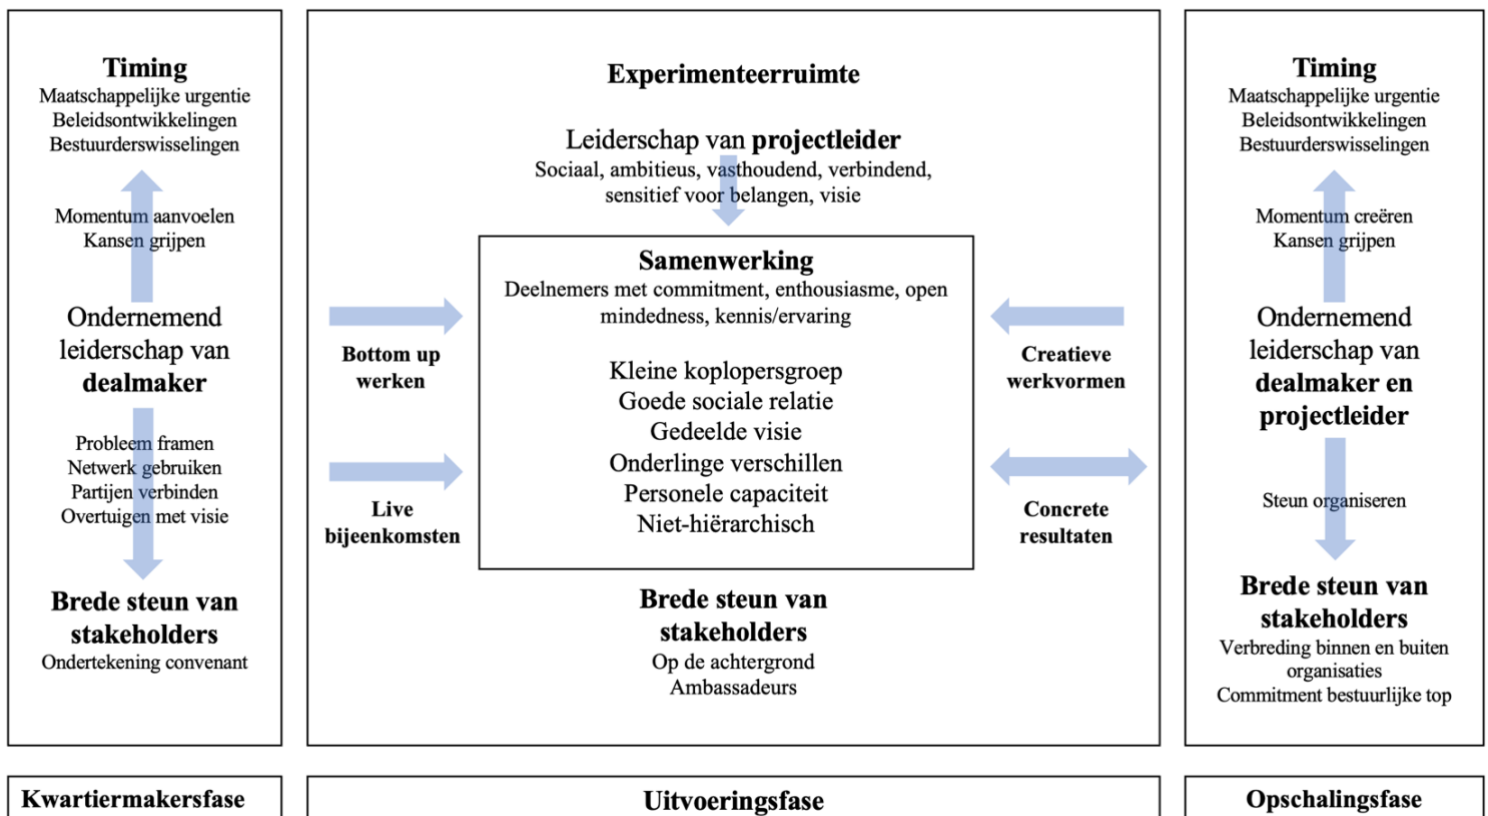 Timing
Maatschappelijke urgentie
Beleidsontwikkelingen
Bestuurderswisselingen
Momentum aanvoelen
Kansen grijpen
Ondernemend
leiderschap van
dealmaker
Probleem framen
Netwerk gebruiken
Partijen verbinden
Overtuigen met visie
Brede steun van
stakeholders
Ondertekening convenant
Kwartiermakersfase
Experimenteerruimte
Leiderschap van projectleider
Sociaal, ambitieus, vasthoudend, verbindend,
sensitief voor belangen, visie
Bottom up
werken
Live
bijeenkomsten
Samenwerking
Deelnemers met commitment, enthousiasme, open
mindedness, kennis/ervaring
Kleine koplopersgroep
Goede sociale relatie
Gedeelde visie
Onderlinge verschillen
Personele capaciteit
Niet-hiërarchisch
Creatieve
werkvormen
Concrete
resultaten
Brede steun van
stakeholders
Op de achtergrond
Ambassadeurs
Uitvoeringsfase
Timing
Maatschappelijke urgentie
Beleidsontwikkelingen
Bestuurderswisselingen
Momentum creëren
Kansen grijpen
Ondernemend
leiderschap van
dealmaker en
projectleider
Steun organiseren
Brede steun van
stakeholders
Verbreding binnen en buiten
organisaties
Commitment bestuurlijke top
Opschalingsfase